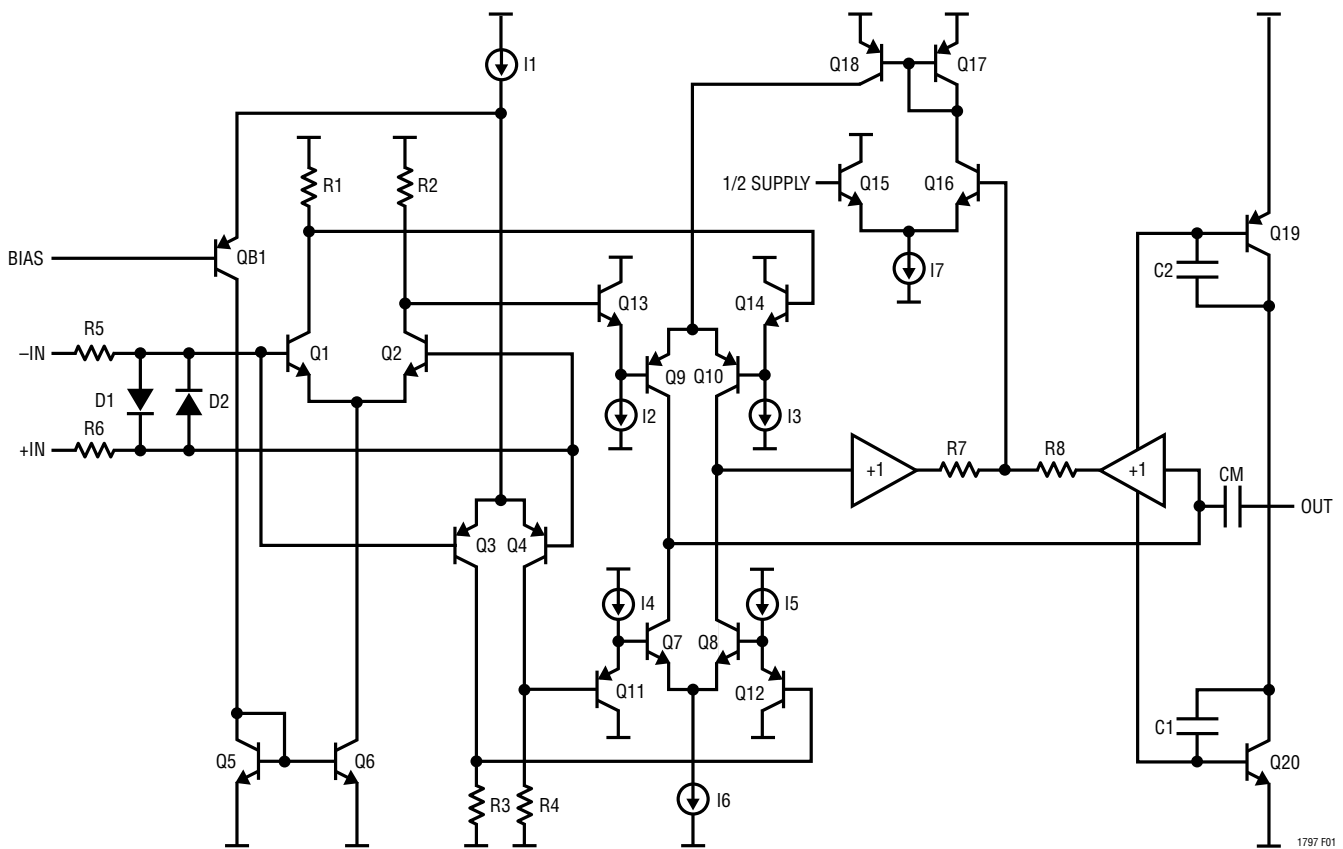 I1
Q18
Q17
R1
R2
1/2 SUPPLY
Q15
Q16
BIAS
QB1
Q19
C2
I7
Q13
Q14
R5
–IN
Q1
Q2
Q9
Q10
D1
D2
I2
I3
R6
+IN
+1
R7
R8
+1
CM
OUT
Q3
Q4
I4
I5
Q7
Q8
Q11
Q12
C1
Q5
Q6
Q20
R3
R4
I6
1797 F01